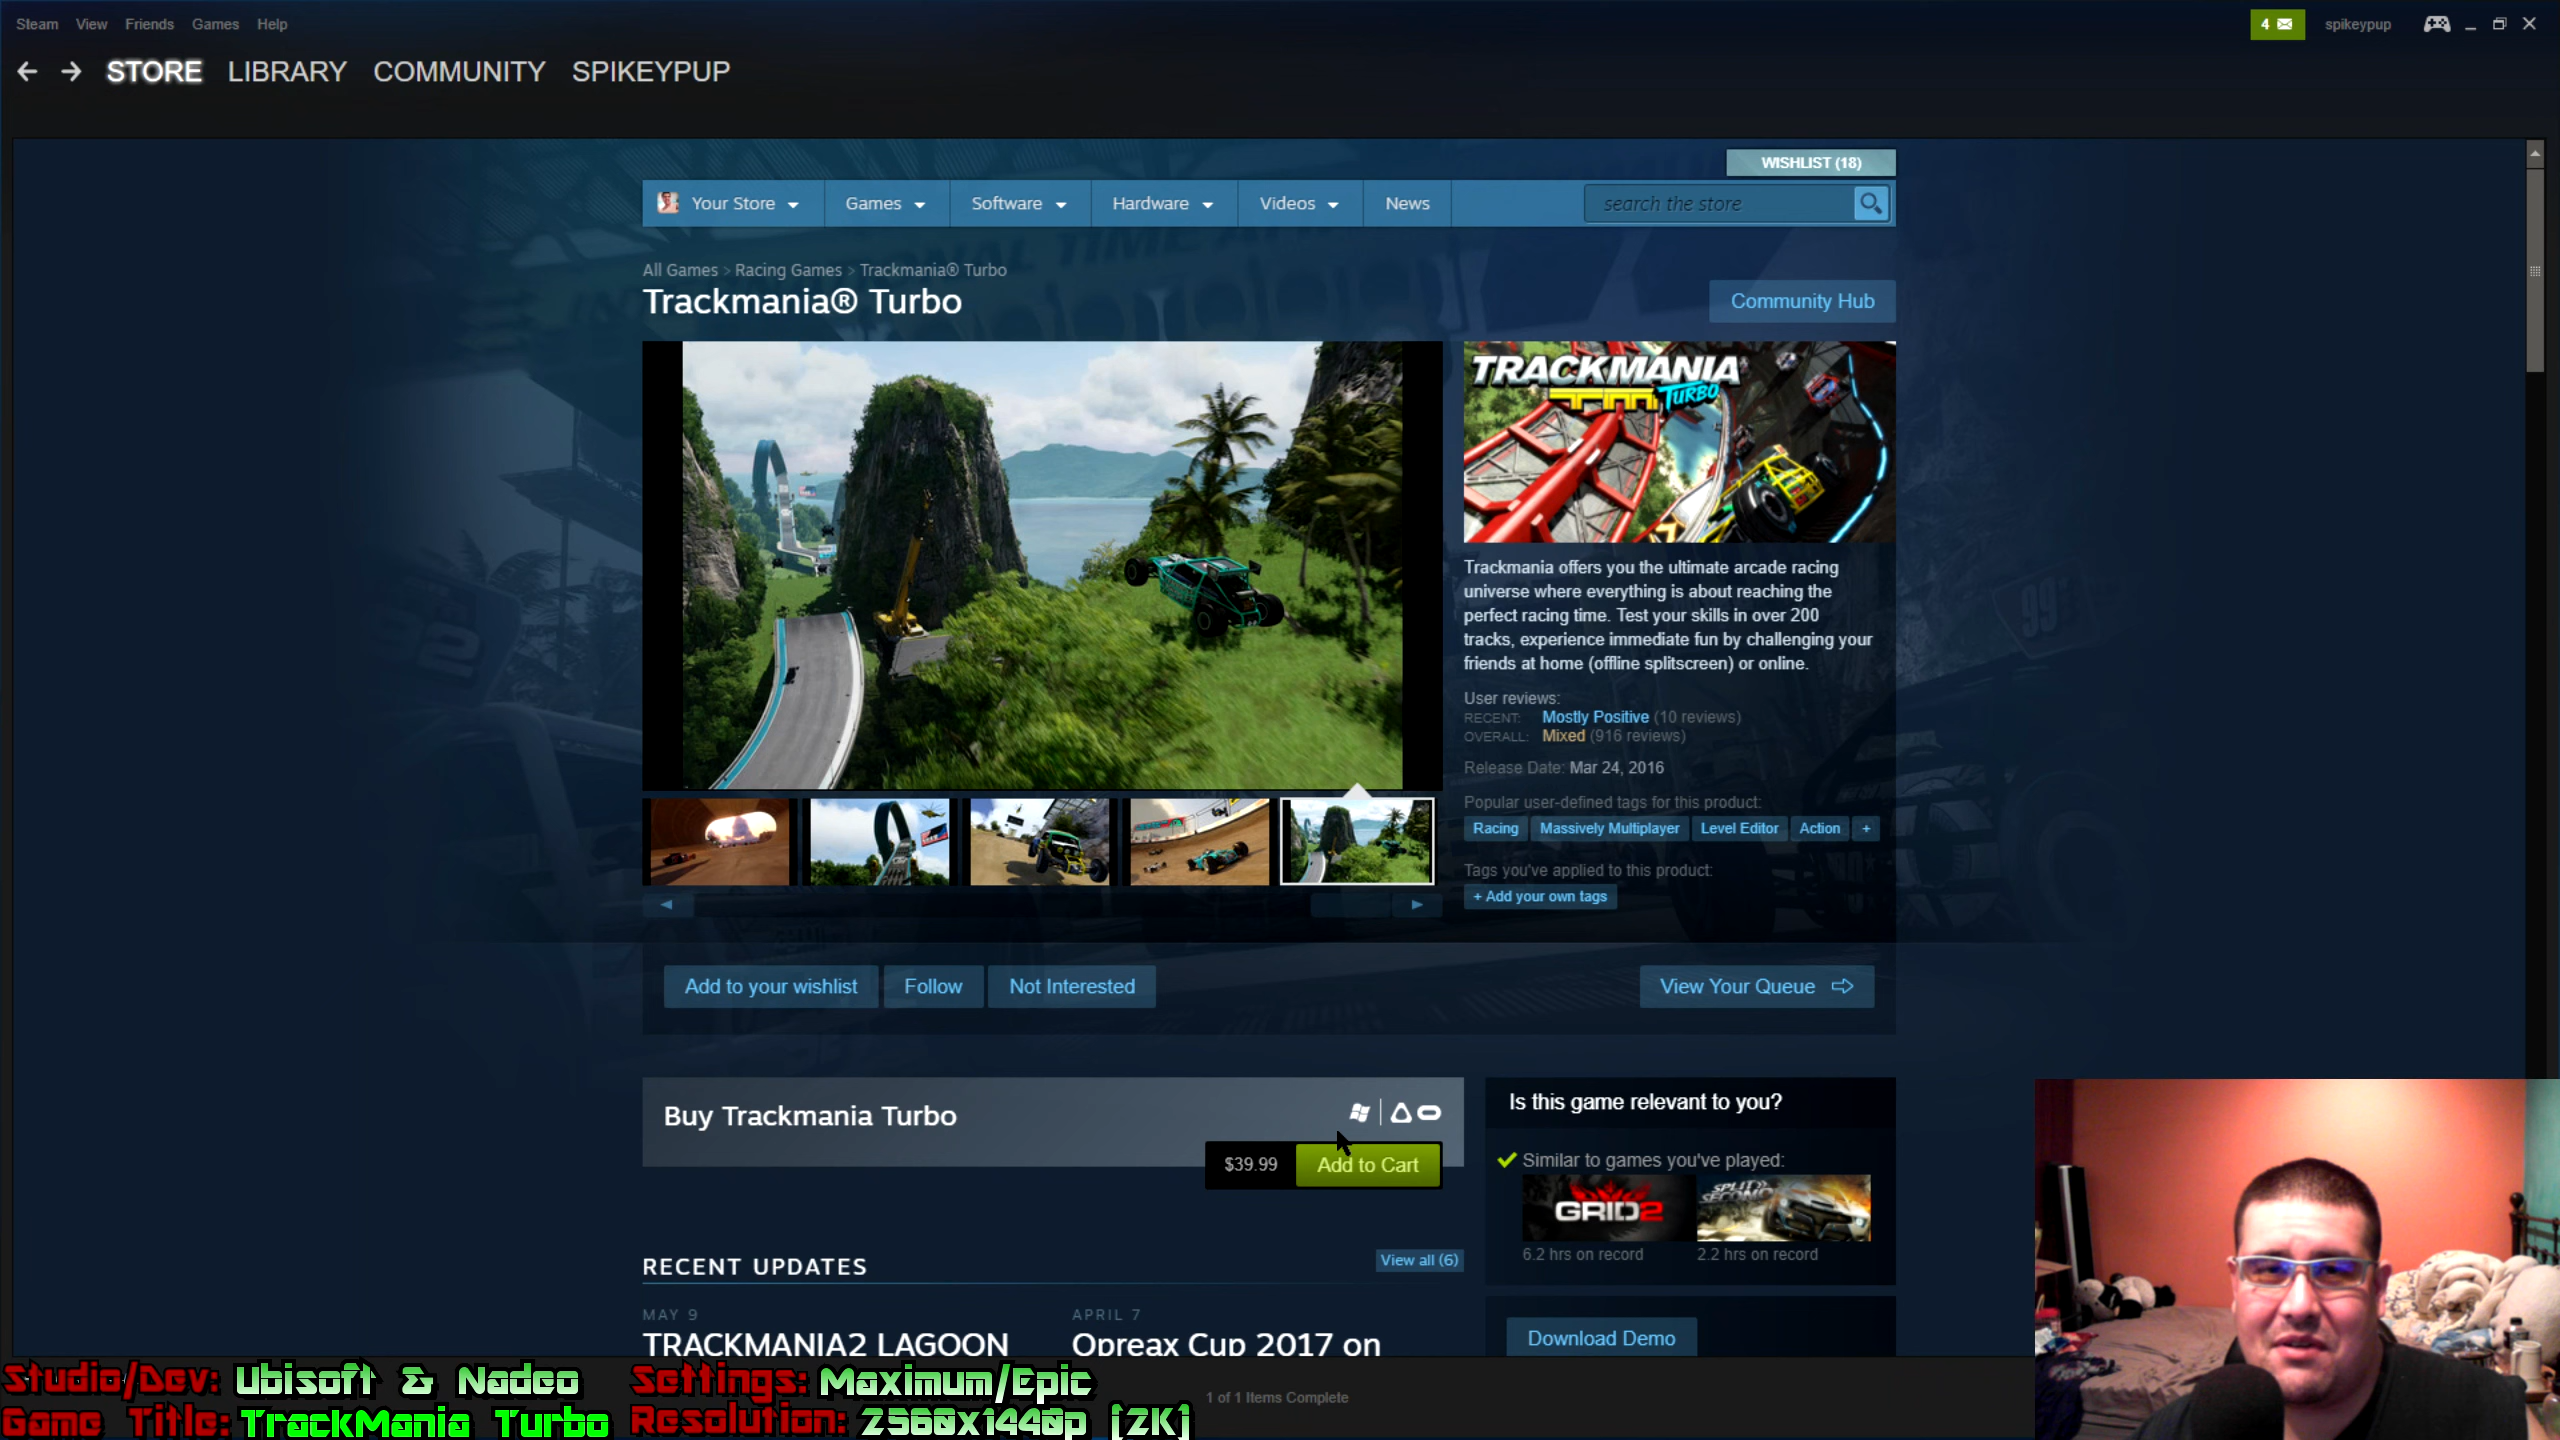 Steam View Friends Games Help
4 spikeypup
STORE LIBRARY COMMUNITY SPIKEYPUP
WISHLIST (18)
Your Store Games Software Hardware Videos News search the store
All Games > Racing Games > Trackmania® Turbo
Trackmania® Turbo
Community Hub
TRACKMANIA
TURBO
Trackmania offers you the ultimate arcade racing
universe where everything is about reaching the
perfect racing time. Test your skills in over 200
tracks, experience immediate fun by challenging your
friends at home (offline splitscreen) or online.
User reviews:
RECENT: Mostly Positive (10 reviews)
OVERALL: Mixed (916 reviews)
Release Date: Mar 24, 2016
Popular user-defined tags for this product:
Racing Massively Multiplayer Level Editor Action +
Tags you've applied to this product:
+ Add your own tags
Add to your wishlist Follow Not Interested View Your Queue
Buy Trackmania Turbo
$39.99 Add to Cart
Is this game relevant to you?
Similar to games you've played:
GRID 2 SPLIT SECOND
6.2 hrs on record 2.2 hrs on record
RECENT UPDATES View all (6)
MAY 9 APRIL 7
TRACKMANIA2 LAGOON Opreax Cup 2017 on
Download Demo
Studio/Dev: Ubisoft & Nadeo Settings: Maximum/Epic
1 of 1 Items Complete
Game Title: TrackMania Turbo Resolution: 2560x1440p [2K]